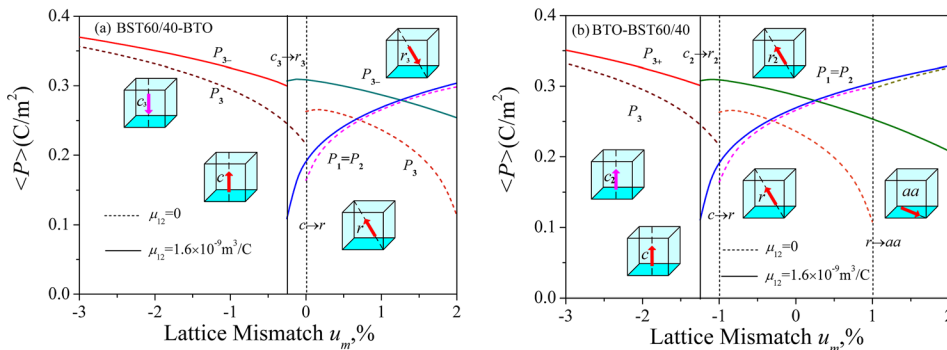 (a) BST60/40-BTO
<P>(C/m²)
0.4
0.3
0.2
0.1
0.0
P₃₋
P₃
c₃→r₃
P₃₋
r₃
c₃
c
P₁=P₂
P₃
c→r
r
μ₁₂=0
μ₁₂=1.6×10⁻⁹m³/C
-3 -2 -1 0 1 2
Lattice Mismatch uₘ,%
(b) BTO-BST60/40
<P>(C/m²)
0.4
0.3
0.2
0.1
0.0
P₃₊
P₃
c₂→r₂
r₂
P₁=P₂
c₂
c
c→r
r
aa
r→aa
μ₁₂=0
μ₁₂=1.6×10⁻⁹m³/C
-3 -2 -1 0 1 2
Lattice Mismatch uₘ,%